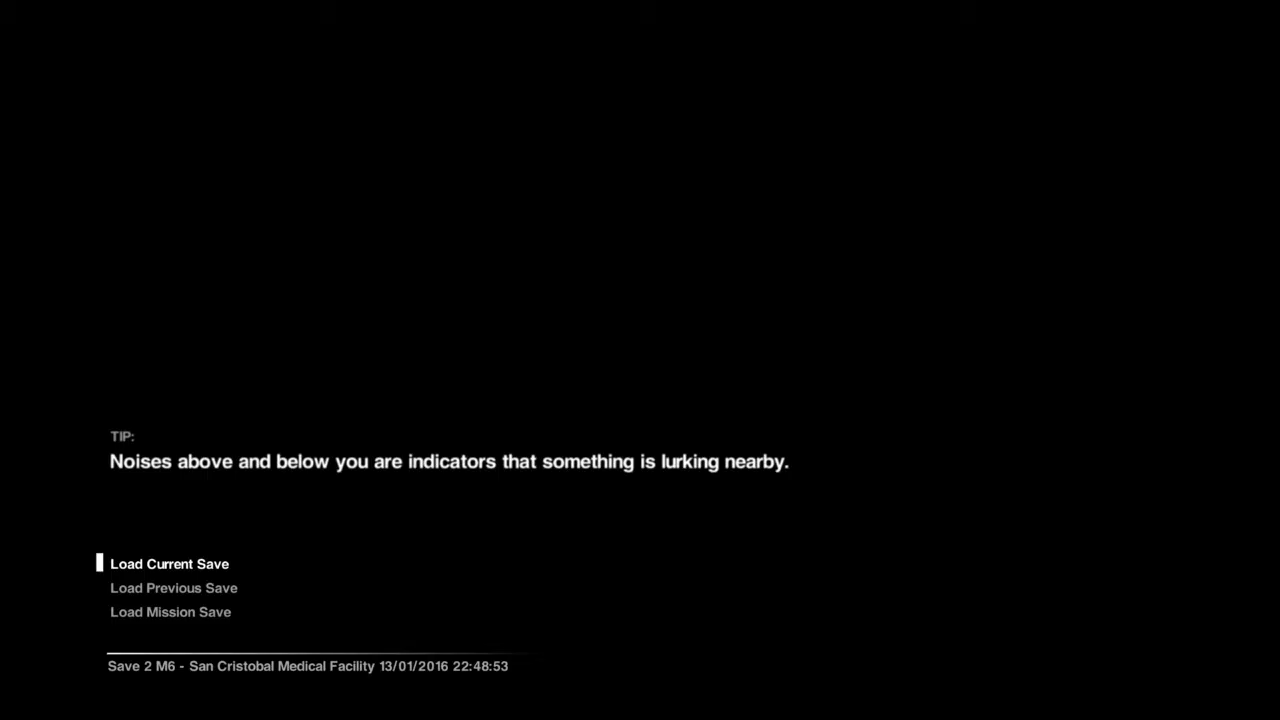 TIP:
Noises above and below you are indicators that something is lurking nearby.
Load Current Save
Load Previous Save
Load Mission Save
Save 2 M6 - San Cristobal Medical Facility 13/01/2016 22:48:53